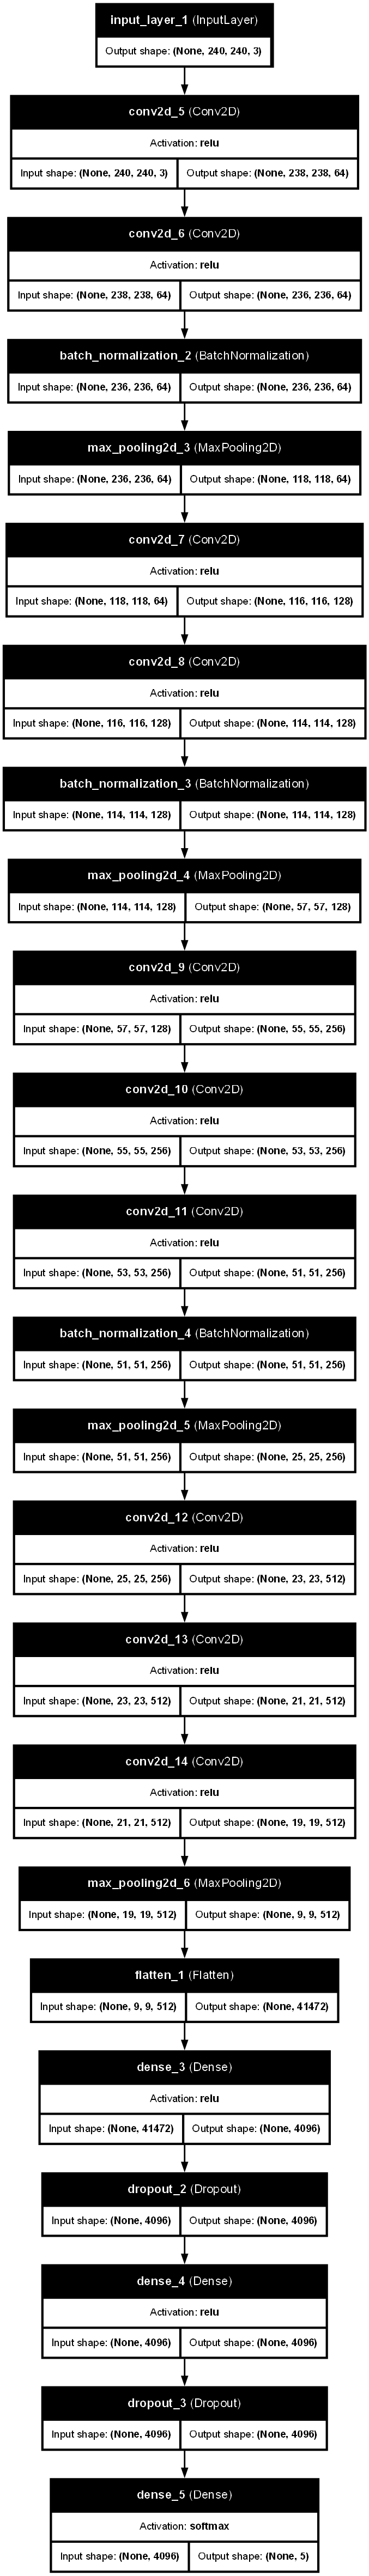 input_layer_1 (InputLayer)
Output shape: (None, 240, 240, 3)
conv2d_5 (Conv2D)
Activation: relu
Input shape: (None, 240, 240, 3) Output shape: (None, 238, 238, 64)
conv2d_6 (Conv2D)
Activation: relu
Input shape: (None, 238, 238, 64) Output shape: (None, 236, 236, 64)
batch_normalization_2 (BatchNormalization)
Input shape: (None, 236, 236, 64) Output shape: (None, 236, 236, 64)
max_pooling2d_3 (MaxPooling2D)
Input shape: (None, 236, 236, 64) Output shape: (None, 118, 118, 64)
conv2d_7 (Conv2D)
Activation: relu
Input shape: (None, 118, 118, 64) Output shape: (None, 116, 116, 128)
conv2d_8 (Conv2D)
Activation: relu
Input shape: (None, 116, 116, 128) Output shape: (None, 114, 114, 128)
batch_normalization_3 (BatchNormalization)
Input shape: (None, 114, 114, 128) Output shape: (None, 114, 114, 128)
max_pooling2d_4 (MaxPooling2D)
Input shape: (None, 114, 114, 128) Output shape: (None, 57, 57, 128)
conv2d_9 (Conv2D)
Activation: relu
Input shape: (None, 57, 57, 128) Output shape: (None, 55, 55, 256)
conv2d_10 (Conv2D)
Activation: relu
Input shape: (None, 55, 55, 256) Output shape: (None, 53, 53, 256)
conv2d_11 (Conv2D)
Activation: relu
Input shape: (None, 53, 53, 256) Output shape: (None, 51, 51, 256)
batch_normalization_4 (BatchNormalization)
Input shape: (None, 51, 51, 256) Output shape: (None, 51, 51, 256)
max_pooling2d_5 (MaxPooling2D)
Input shape: (None, 51, 51, 256) Output shape: (None, 25, 25, 256)
conv2d_12 (Conv2D)
Activation: relu
Input shape: (None, 25, 25, 256) Output shape: (None, 23, 23, 512)
conv2d_13 (Conv2D)
Activation: relu
Input shape: (None, 23, 23, 512) Output shape: (None, 21, 21, 512)
conv2d_14 (Conv2D)
Activation: relu
Input shape: (None, 21, 21, 512) Output shape: (None, 19, 19, 512)
max_pooling2d_6 (MaxPooling2D)
Input shape: (None, 19, 19, 512) Output shape: (None, 9, 9, 512)
flatten_1 (Flatten)
Input shape: (None, 9, 9, 512) Output shape: (None, 41472)
dense_3 (Dense)
Activation: relu
Input shape: (None, 41472) Output shape: (None, 4096)
dropout_2 (Dropout)
Input shape: (None, 4096) Output shape: (None, 4096)
dense_4 (Dense)
Activation: relu
Input shape: (None, 4096) Output shape: (None, 4096)
dropout_3 (Dropout)
Input shape: (None, 4096) Output shape: (None, 4096)
dense_5 (Dense)
Activation: softmax
Input shape: (None, 4096) Output shape: (None, 5)